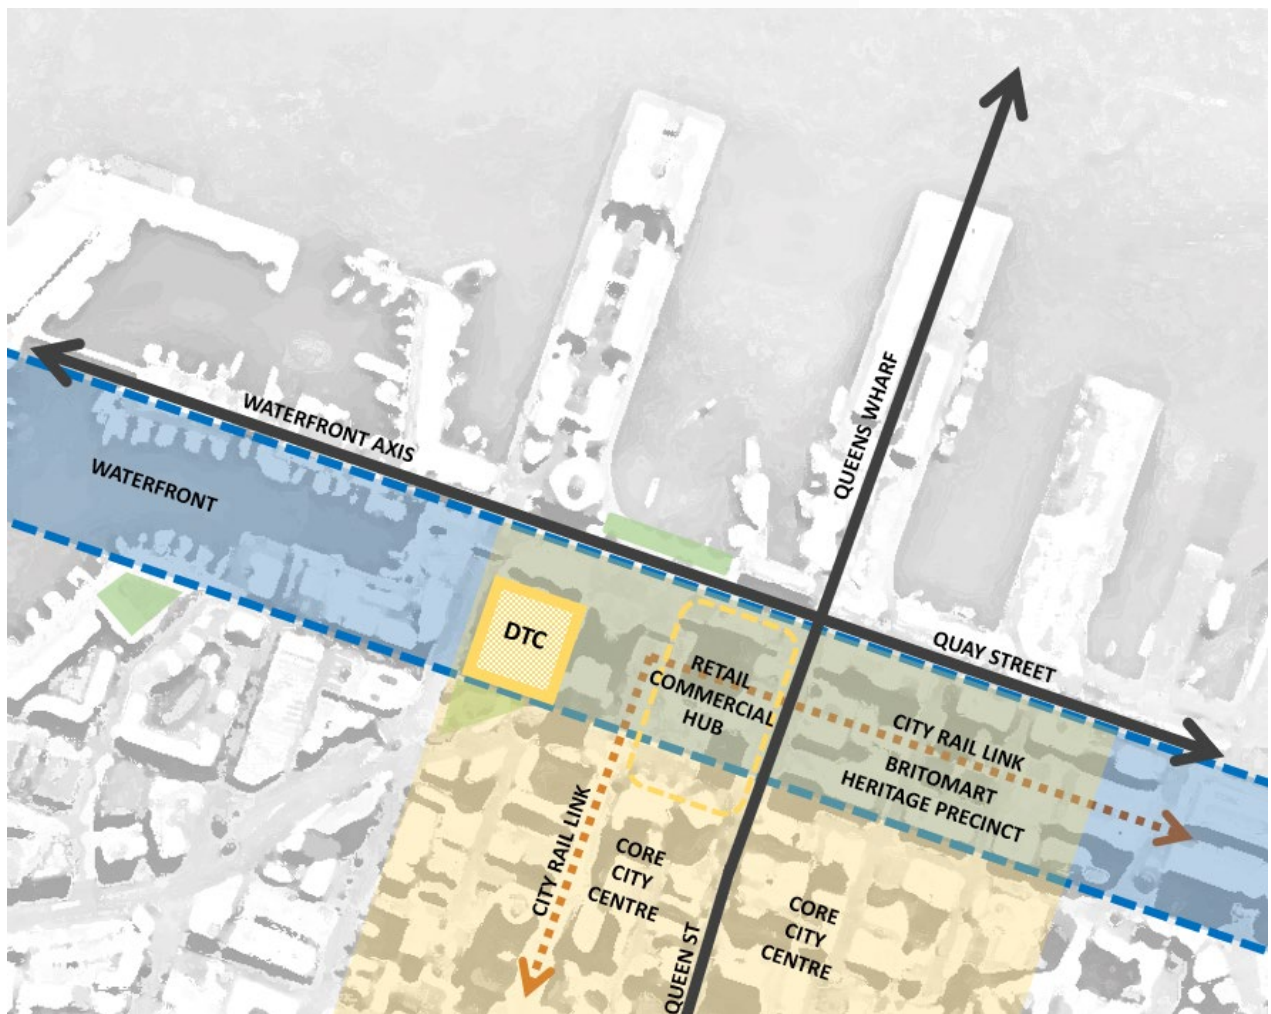 QUEENS WHARF
WATERFRONT AXIS
WATERFRONT
DTC
QUAY STREET
RETAIL
COMMERCIAL
HUB
CITY RAIL LINK
BRITOMART
HERITAGE PRECINCT
CITY RAIL LINK
CORE
CITY
CENTRE
CORE
CITY
CENTRE
QUEEN ST